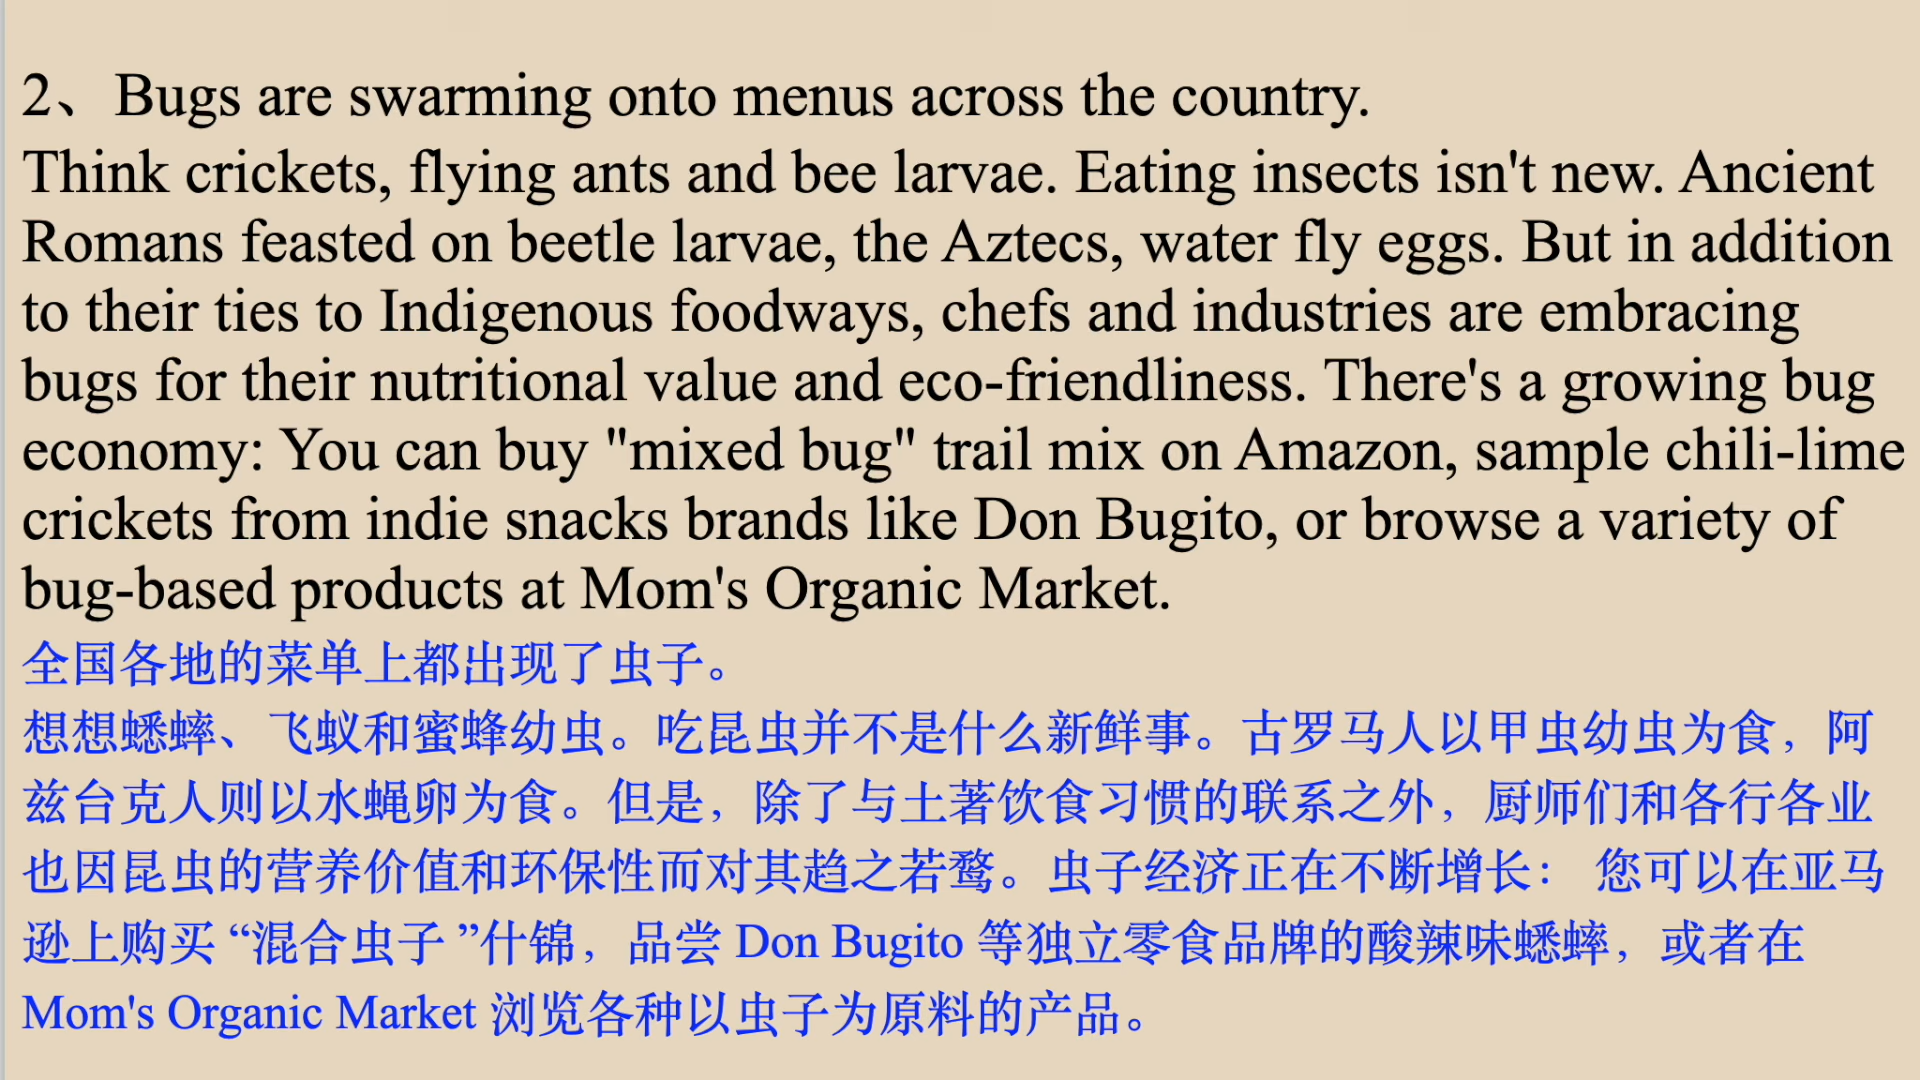 2、Bugs are swarming onto menus across the country.
Think crickets, flying ants and bee larvae. Eating insects isn't new. Ancient
Romans feasted on beetle larvae, the Aztecs, water fly eggs. But in addition
to their ties to Indigenous foodways, chefs and industries are embracing
bugs for their nutritional value and eco-friendliness. There's a growing bug
economy: You can buy "mixed bug" trail mix on Amazon, sample chili-lime
crickets from indie snacks brands like Don Bugito, or browse a variety of
bug-based products at Mom's Organic Market.
全国各地的菜单上都出现了虫子。
想想蟋蟀、飞蚁和蜜蜂幼虫。吃昆虫并不是什么新鲜事。古罗马人以甲虫幼虫为食，阿
兹台克人则以水蝇卵为食。但是，除了与土著饮食习惯的联系之外，厨师们和各行各业
也因昆虫的营养价值和环保性而对其趋之若鹜。虫子经济正在不断增长： 您可以在亚马
逊上购买 “混合虫子 ”什锦，品尝 Don Bugito 等独立零食品牌的酸辣味蟋蟀，或者在
Mom's Organic Market 浏览各种以虫子为原料的产品。